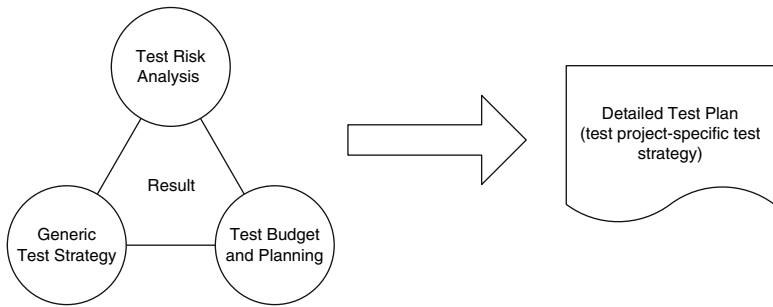 Test Risk
Analysis
Result
Generic
Test Strategy
Test Budget
and Planning
Detailed Test Plan
(test project-specific test
strategy)